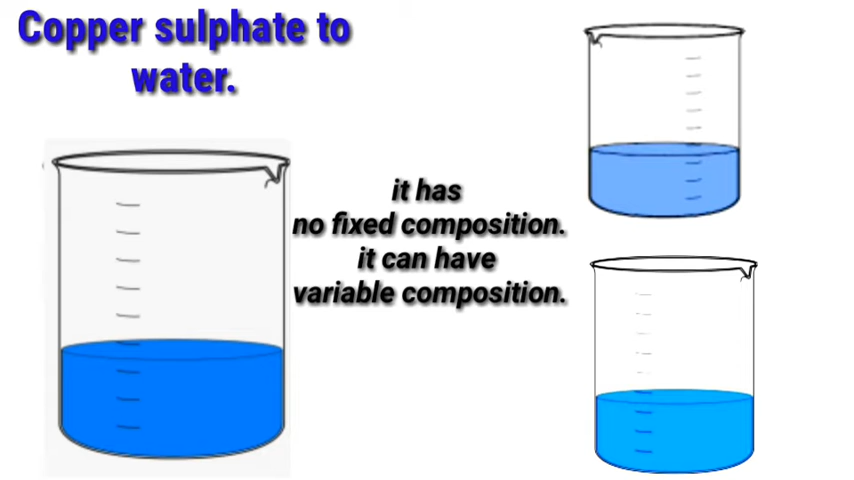 Copper sulphate to
water.
it has
no fixed composition.
it can have
variable composition.